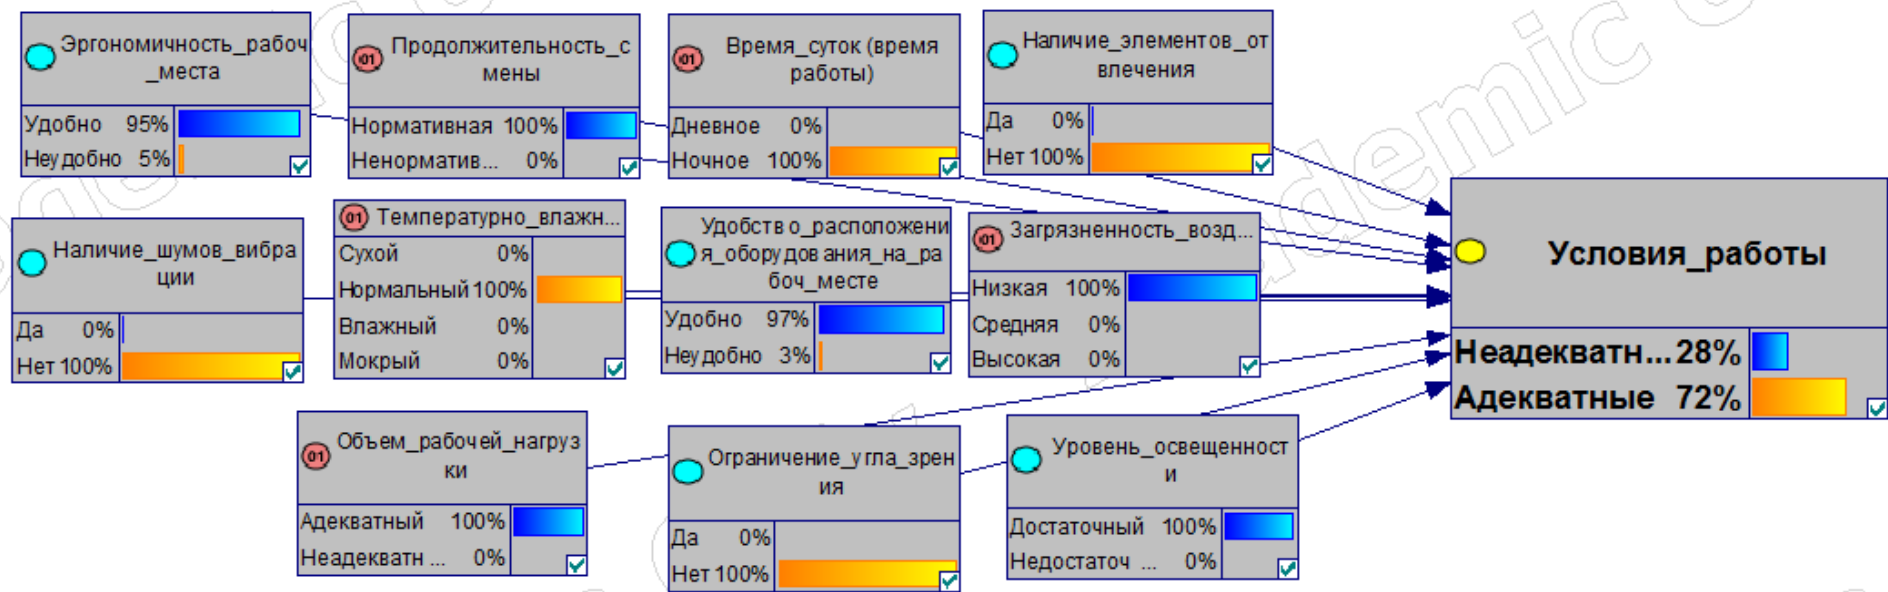 Эргономичность_рабоч
_места
Удобно 95%
Неудобно 5%
Продолжительность_с
мены
Нормативная 100%
Ненорматив... 0%
Время_суток (время
работы)
Дневное 0%
Ночное 100%
Наличие_элементов_от
влечения
Да 0%
Нет 100%
Наличие_шумов_вибра
ции
Да 0%
Нет 100%
Температурно_влажн...
Сухой 0%
Нормальный 100%
Влажный 0%
Мокрый 0%
Удобство_расположени
я_оборудования_на_ра
боч_месте
Удобно 97%
Неудобно 3%
Загрязненность_возд...
Низкая 100%
Средняя 0%
Высокая 0%
Условия_работы
Неадекватн... 28%
Адекватные 72%
Объем_рабочей_нагруз
ки
Адекватный 100%
Неадекватн ... 0%
Ограничение_угла_зрен
ия
Да 0%
Нет 100%
Уровень_освещенност
и
Достаточный 100%
Недостаточ ... 0%